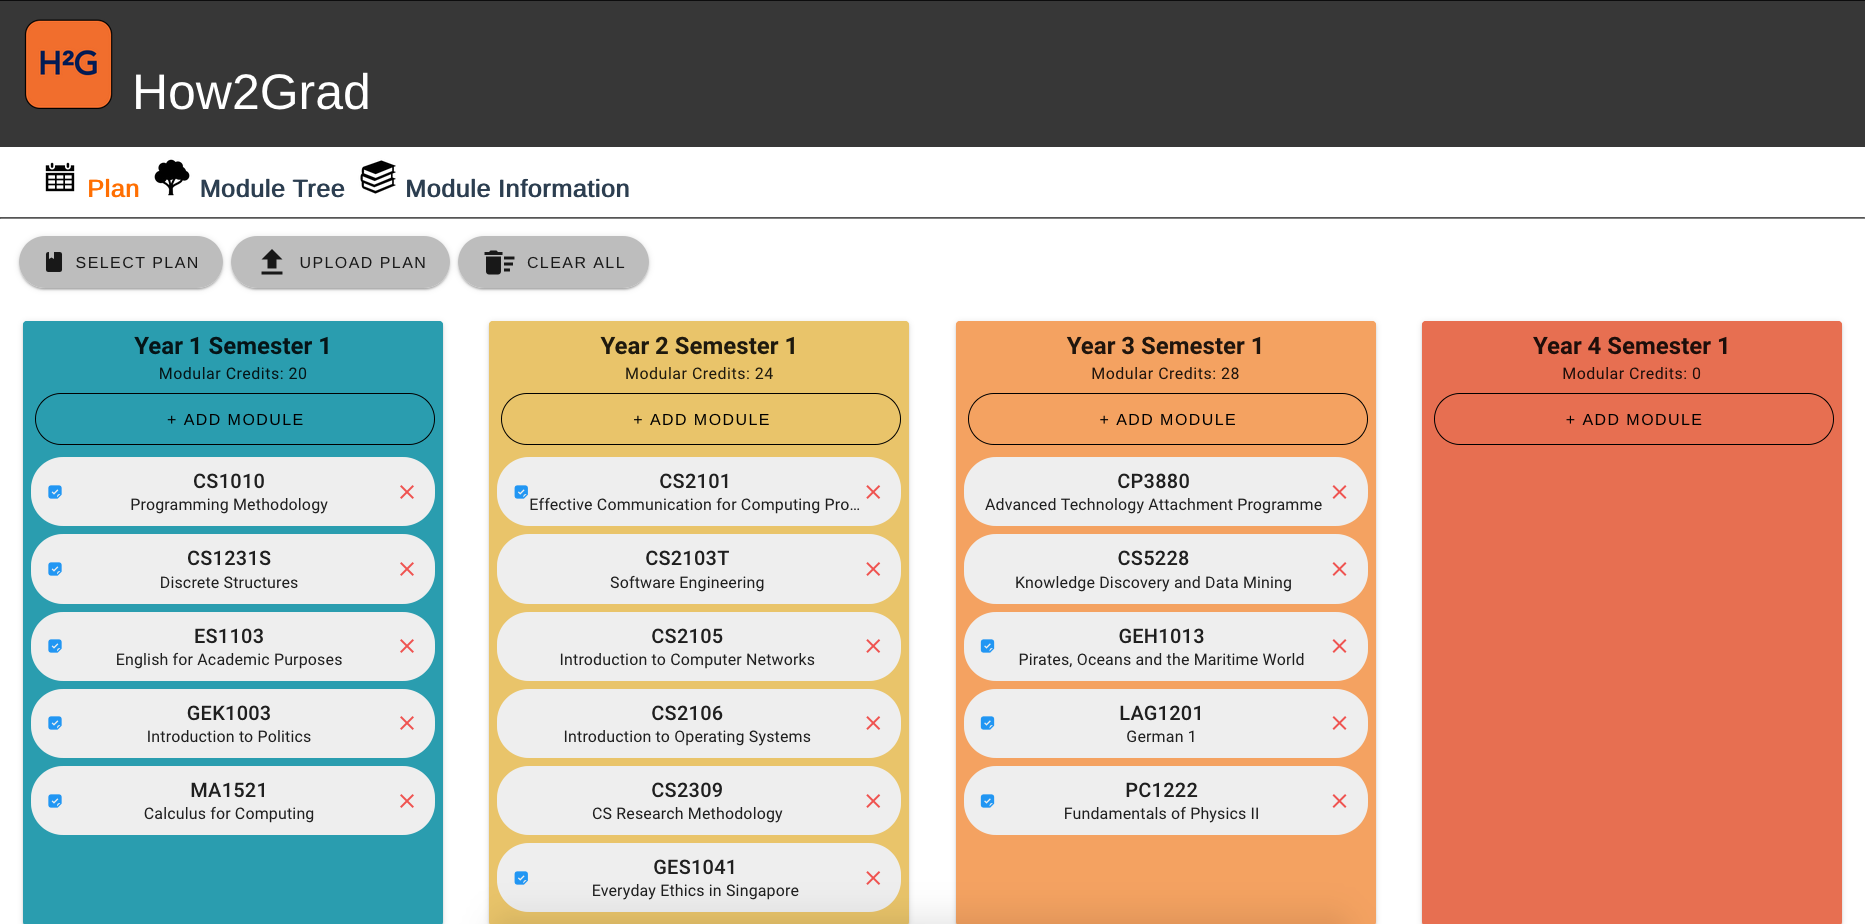 H²G
How2Grad
Plan
Module Tree
Module Information
SELECT PLAN
UPLOAD PLAN
CLEAR ALL
Year 1 Semester 1
Modular Credits: 20
+ ADD MODULE
CS1010
Programming Methodology
CS1231S
Discrete Structures
ES1103
English for Academic Purposes
GEK1003
Introduction to Politics
MA1521
Calculus for Computing
Year 2 Semester 1
Modular Credits: 24
+ ADD MODULE
CS2101
Effective Communication for Computing Pro...
CS2103T
Software Engineering
CS2105
Introduction to Computer Networks
CS2106
Introduction to Operating Systems
CS2309
CS Research Methodology
GES1041
Everyday Ethics in Singapore
Year 3 Semester 1
Modular Credits: 28
+ ADD MODULE
CP3880
Advanced Technology Attachment Programme
CS5228
Knowledge Discovery and Data Mining
GEH1013
Pirates, Oceans and the Maritime World
LAG1201
German 1
PC1222
Fundamentals of Physics II
Year 4 Semester 1
Modular Credits: 0
+ ADD MODULE